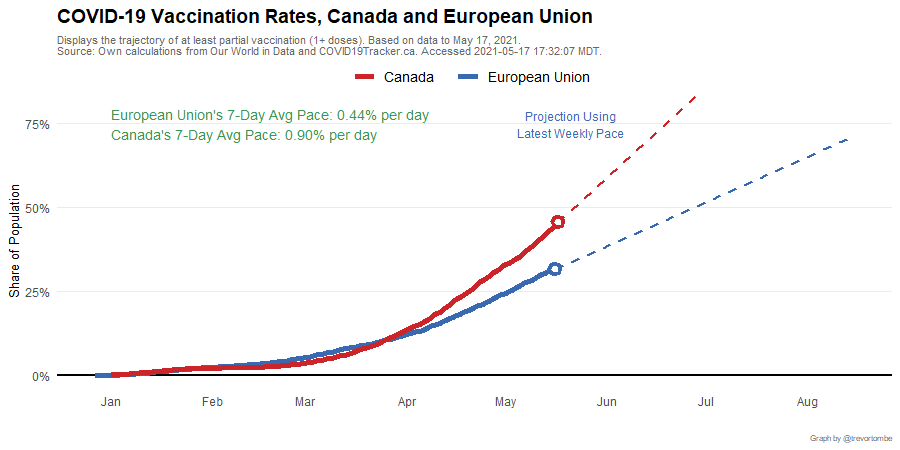 COVID-19 Vaccination Rates, Canada and European Union
Displays the trajectory of at least partial vaccination (1+ doses). Based on data to May 17, 2021.
Source: Own calculations from Our World in Data and COVID19Tracker.ca. Accessed 2021-05-17 17:32:07 MDT.
Canada
European Union
European Union's 7-Day Avg Pace: 0.44% per day
Canada's 7-Day Avg Pace: 0.90% per day
Projection Using
Latest Weekly Pace
Share of Population
75%
50%
25%
0%
Jan
Feb
Mar
Apr
May
Jun
Jul
Aug
Graph by @trevortombe